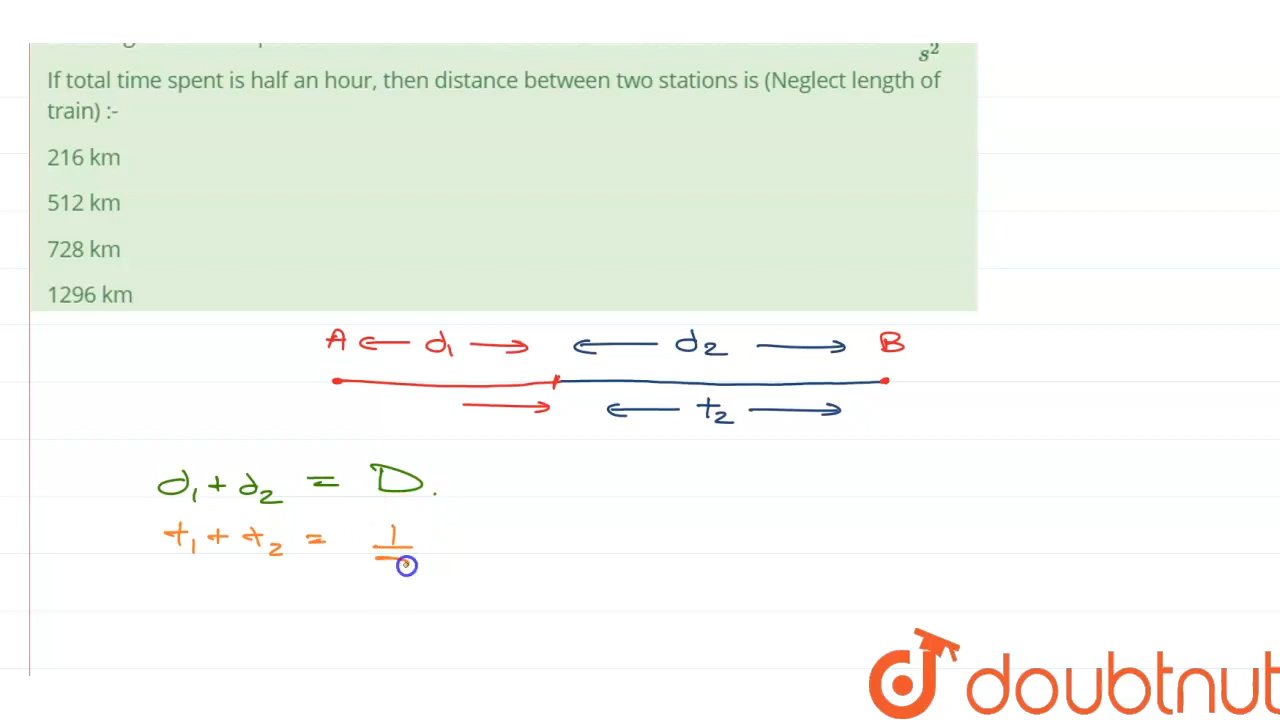 s²
If total time spent is half an hour, then distance between two stations is (Neglect length of
train) :-
216 km
512 km
728 km
1296 km
A ← d₁ → ← d₂ → B
→ ← t₂ →
d₁ + d₂ = D.
t₁ + t₂ = 1
doubtnut